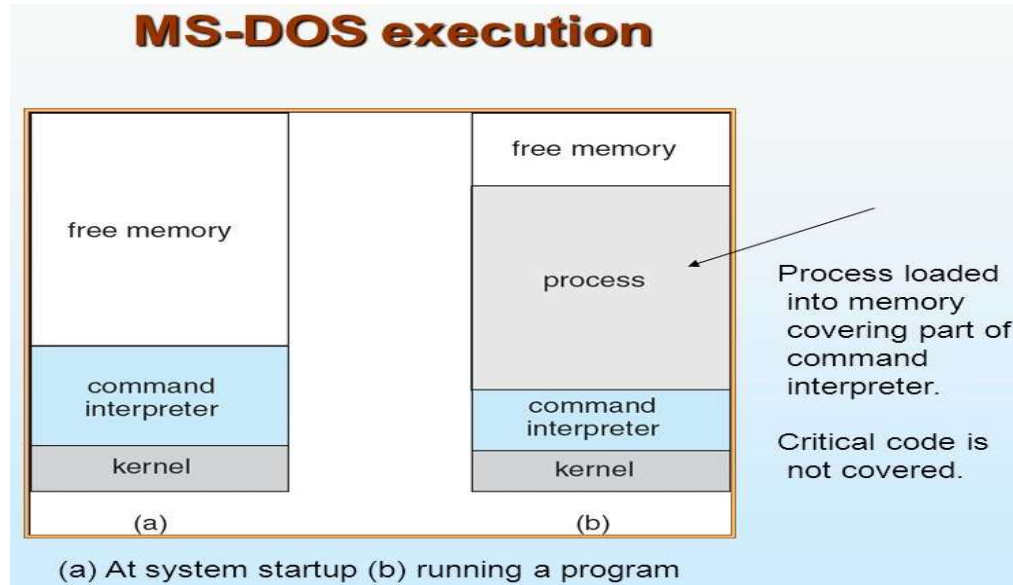 MS-DOS execution
free memory
command
interpreter
kernel
(a)
free memory
process
command
interpreter
kernel
(b)
Process loaded
into memory
covering part of
command
interpreter.
Critical code is
not covered.
(a) At system startup (b) running a program